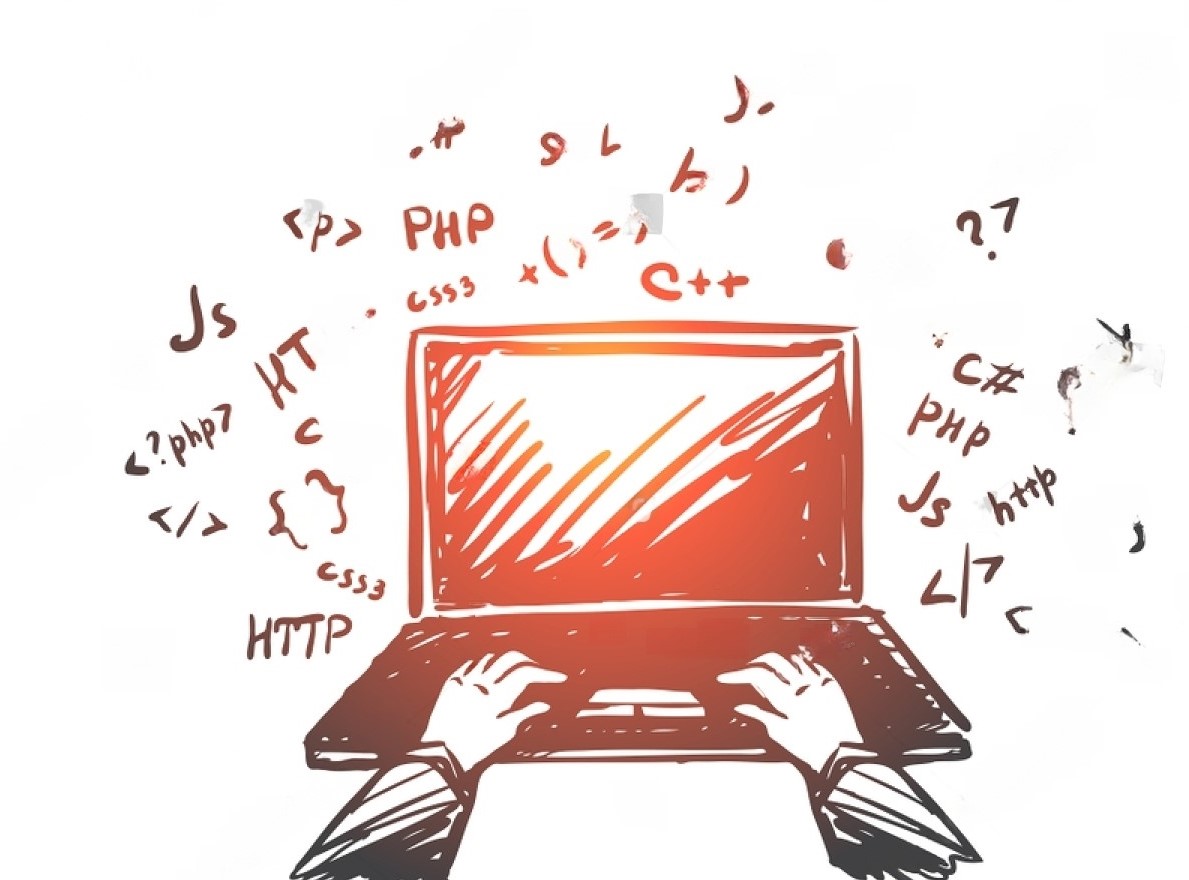 <p>
PHP
+()=
css3
C++
Js
HT
<?php>
C
{ }
</>
css3
HTTP
??
C#
PHP
Js
http
</>
<